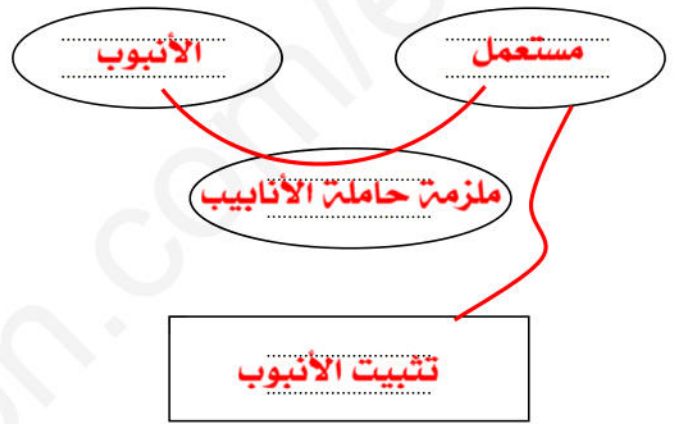 مستعمل
الأنبوب
ملزمة حاملة الأنابيب
تثبيت الأنبوب